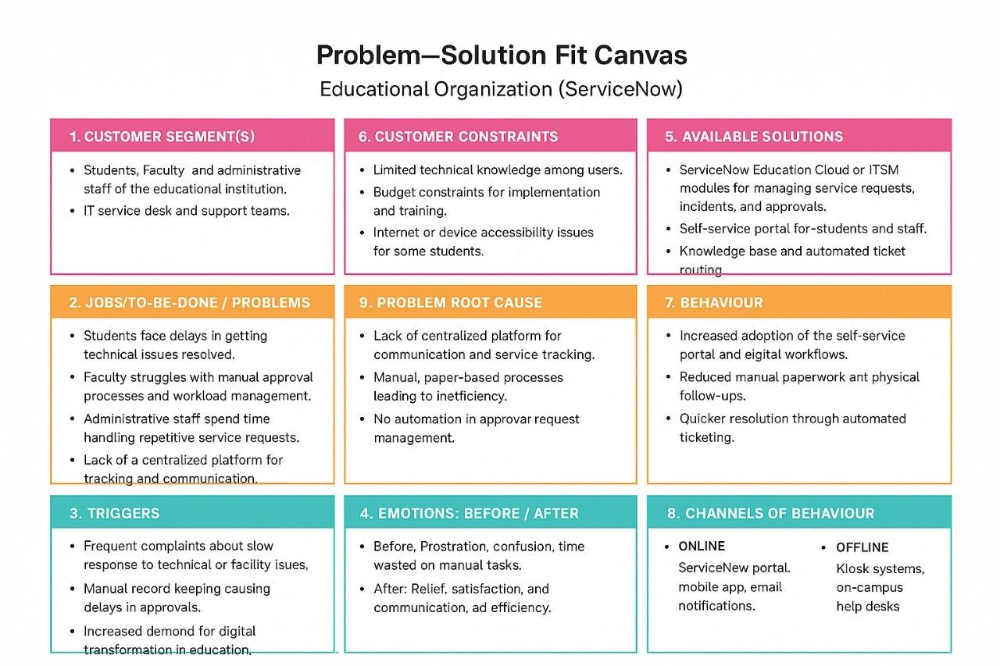 Problem—Solution Fit Canvas
Educational Organization (ServiceNow)
1. CUSTOMER SEGMENT(S)
• Students, Faculty and administrative
staff of the educational institution.
• IT service desk and support teams.
6. CUSTOMER CONSTRAINTS
• Limited technical knowledge among users.
• Budget constraints for implementation
and training.
• Internet or device accessibility issues
for some students.
5. AVAILABLE SOLUTIONS
• ServiceNow Education Cloud or ITSM
modules for managing service requests,
incidents, and approvals.
• Self-service portal for-students and staff.
• Knowledge base and automated ticket
routing
2. JOBS/TO-BE-DONE / PROBLEMS
• Students face delays in getting
technical issues resolved.
• Faculty struggles with manual approval
processes and workload management.
• Administrative staff spend time
handling repetitive service requests.
• Lack of a centralized platform for
tracking and communication.
9. PROBLEM ROOT CAUSE
• Lack of centralized platform for
communication and service tracking.
• Manual, paper-based processes
leading to inetficiency.
• No automation in approvar request
management.
7. BEHAVIOUR
• Increased adoption of the self-service
portal and eigital workflows.
• Reduced manual paperwork ant physical
follow-ups.
• Quicker resolution through automated
ticketing.
3. TRIGGERS
• Frequent complaints about slow
response to technical or facility isues,
• Manual record keeping causing
delays in approvals.
• Increased demond for digital
transformation in education,
4. EMOTIONS: BEFORE / AFTER
• Before, Prostration, confusion, time
wasted on manual tasks.
• After: Relief, satisfaction, and
communication, ad efficiency.
8. CHANNELS OF BEHAVIOUR
• ONLINE
ServiceNew portal.
mobile app, email
notifications.
• OFFLINE
Klosk systems,
on-campus
help desks